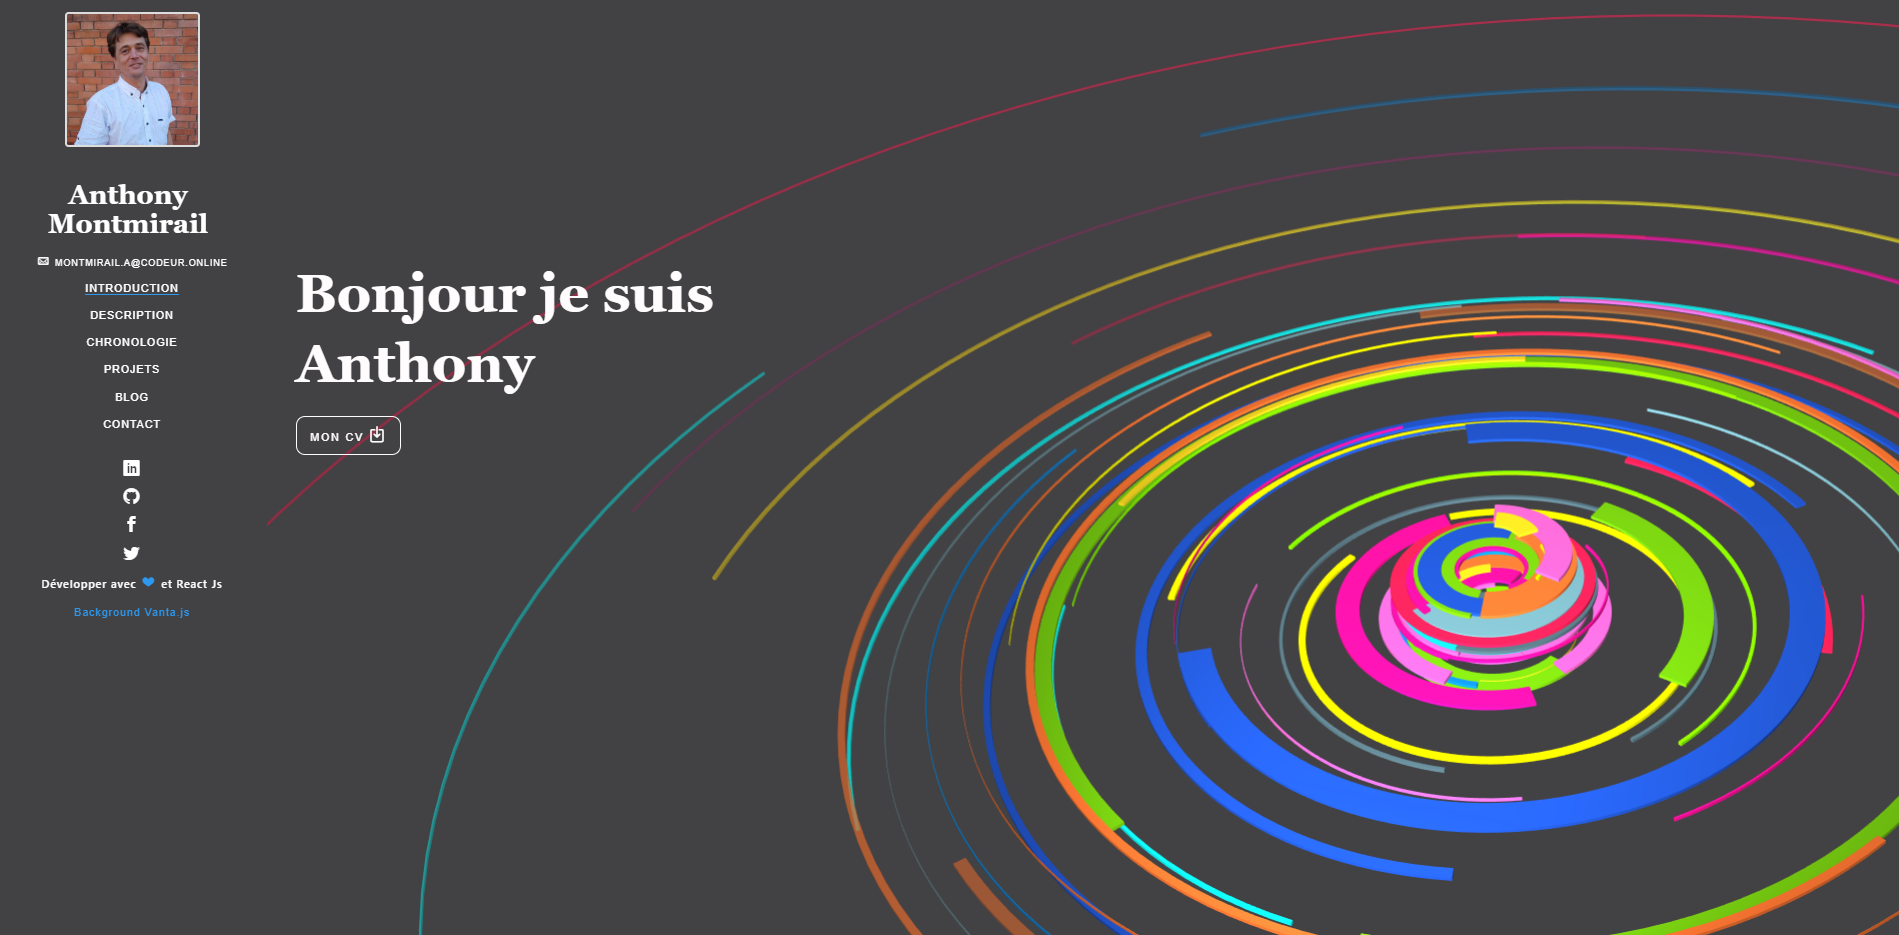 Anthony
Montmirail
MONTMIRAIL.A@CODEUR.ONLINE
INTRODUCTION
DESCRIPTION
CHRONOLOGIE
PROJETS
BLOG
CONTACT
in
Développer avec et React Js
Background Vanta.js
Bonjour je suis
Anthony
MON CV